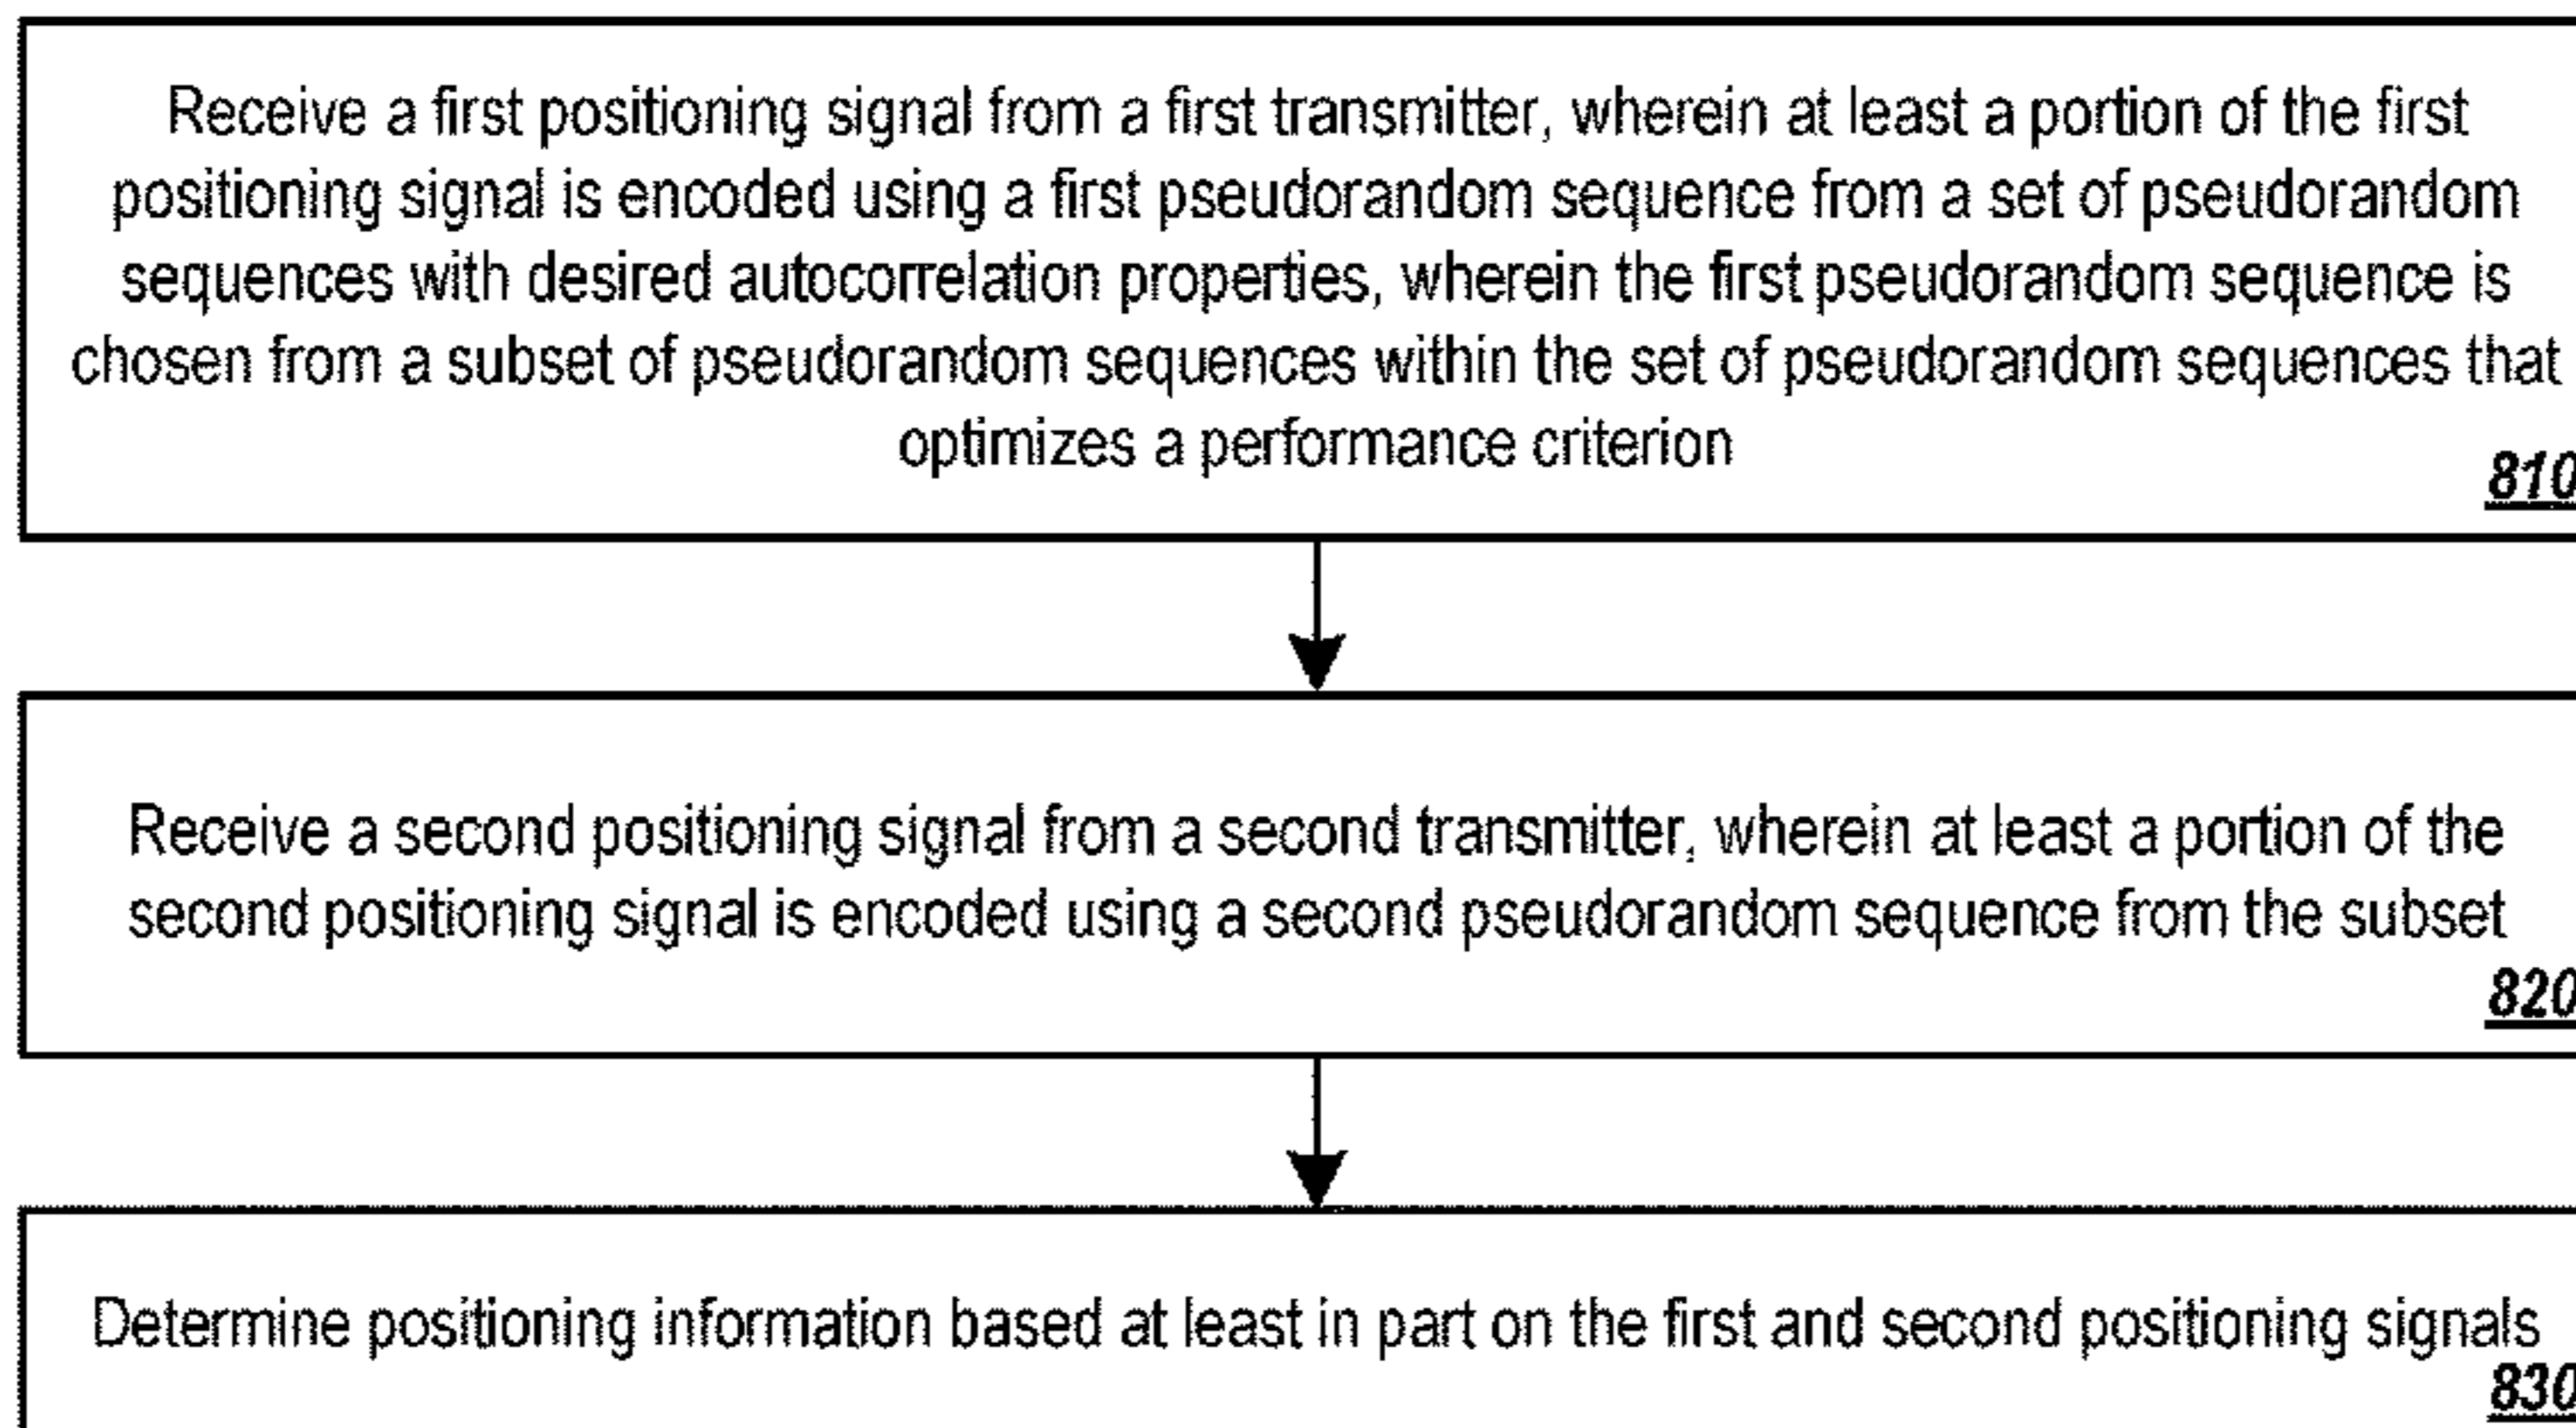 Receive a first positioning signal from a first transmitter, wherein at least a portion of the first
positioning signal is encoded using a first pseudorandom sequence from a set of pseudorandom
sequences with desired autocorrelation properties, wherein the first pseudorandom sequence is
chosen from a subset of pseudorandom sequences within the set of pseudorandom sequences that
optimizes a performance criterion
810
Receive a second positioning signal from a second transmitter, wherein at least a portion of the
second positioning signal is encoded using a second pseudorandom sequence from the subset
820
Determine positioning information based at least in part on the first and second positioning signals
830